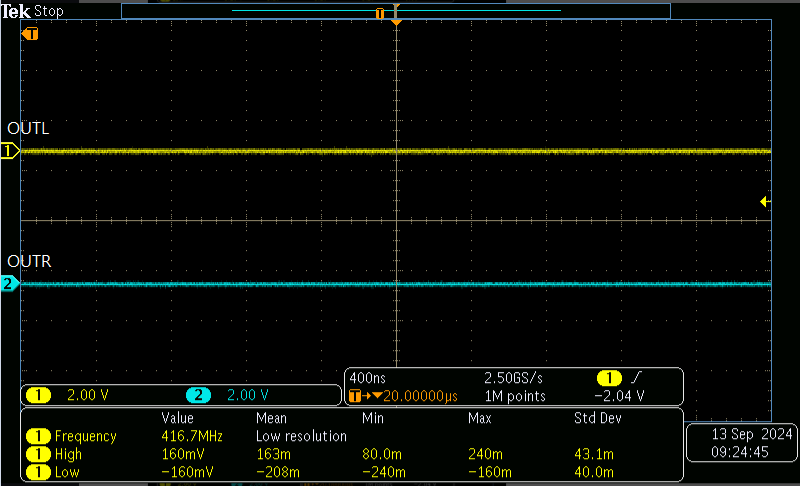 Tek Stop
T
T
OUTL
1
OUTR
2
1 2.00 V 2 2.00 V
400ns 2.50GS/s 1
T→▼20.00000µs 1M points −2.04 V
Value Mean Min Max Std Dev
1 Frequency 416.7MHz Low resolution
1 High 160mV 163m 80.0m 240m 43.1m
1 Low −160mV −208m −240m −160m 40.0m
13 Sep 2024
09:24:45